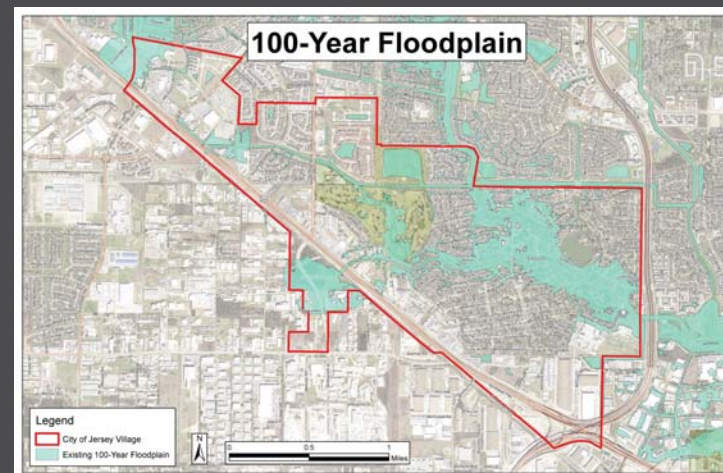 100-Year Floodplain
Legend
City of Jersey Village
Existing 100-Year Floodplain
N
0 0.5 1
Miles